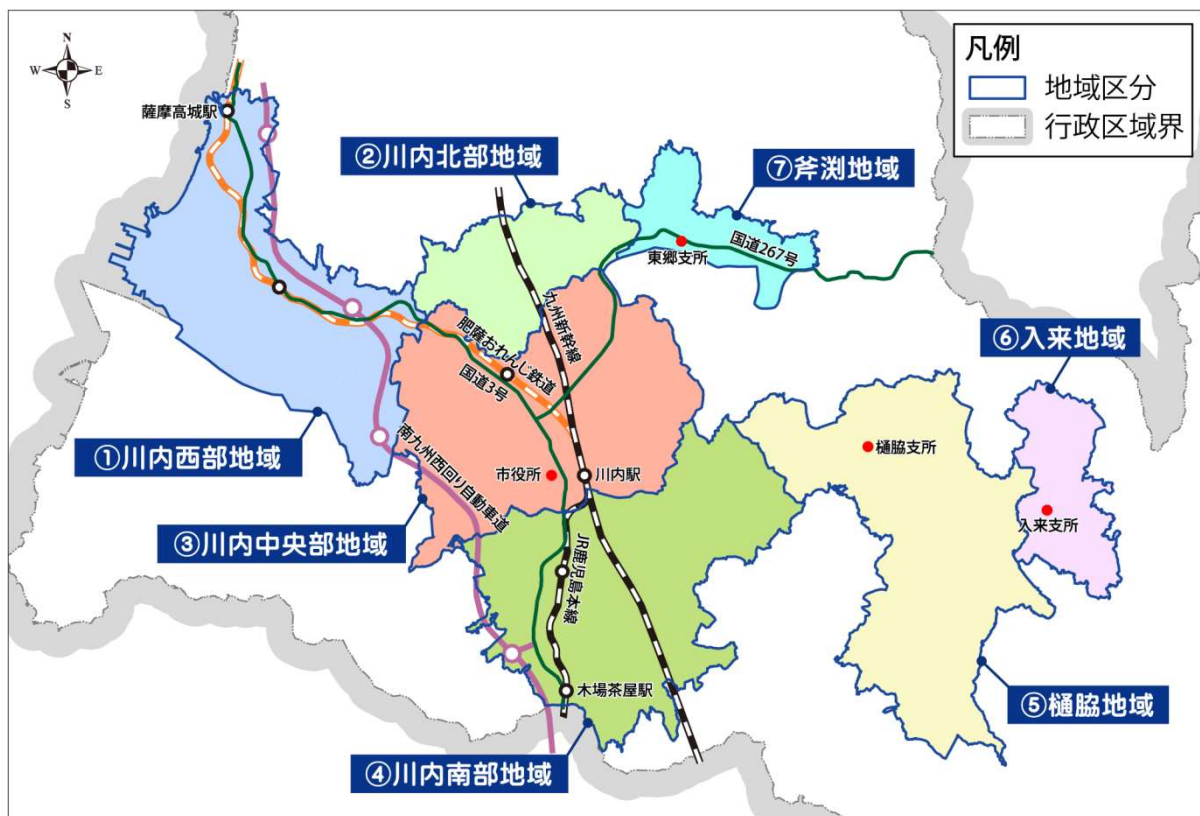 N
W
E
S
凡例
地域区分
行政区域界
薩摩高城駅
②川内北部地域
⑦斧渕地域
国道267号
東郷支所
九州新幹線
肥薩おれんじ鉄道
国道3号
⑥入来地域
①川内西部地域
樋脇支所
南九州西回り自動車道
市役所
川内駅
入来支所
③川内中央部地域
JR鹿児島本線
木場茶屋駅
⑤樋脇地域
④川内南部地域